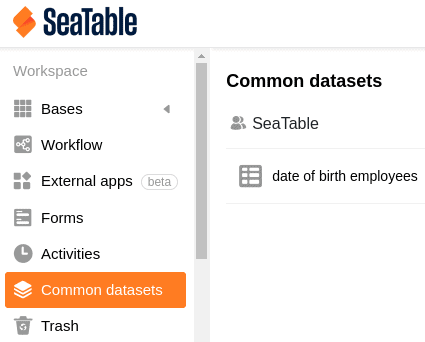 SeaTable
Workspace
Bases
Workflow
External apps beta
Forms
Activities
Common datasets
Trash
Common datasets
SeaTable
date of birth employees